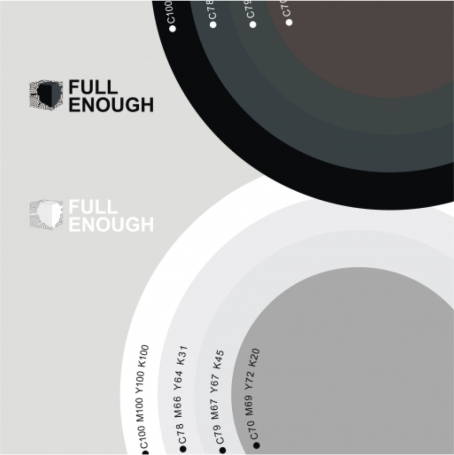 C100
C78
C79
C70
FULL
ENOUGH
FULL
ENOUGH
C100 M100 Y100 K100
C78 M66 Y64 K31
C79 M67 Y67 K45
C70 M69 Y72 K20